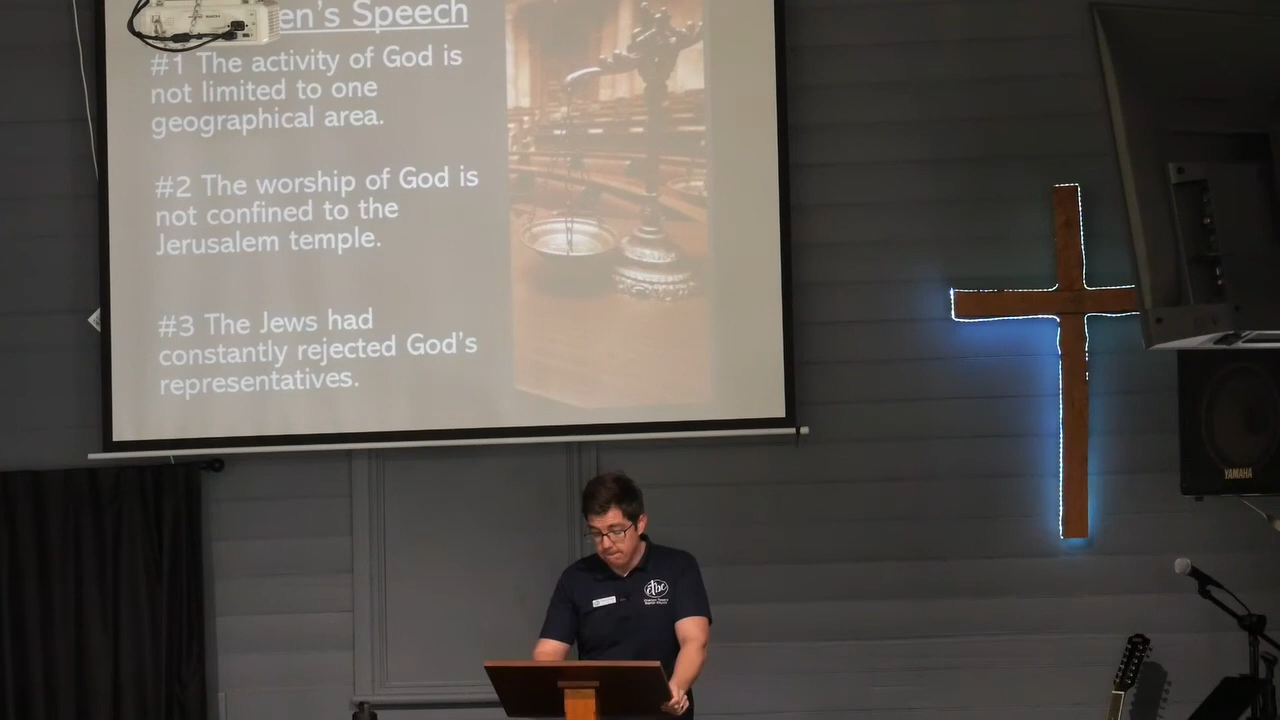 en's Speech
#1 The activity of God is
not limited to one
geographical area.
#2 The worship of God is
not confined to the
Jerusalem temple.
#3 The Jews had
constantly rejected God's
representatives.
YAMAHA